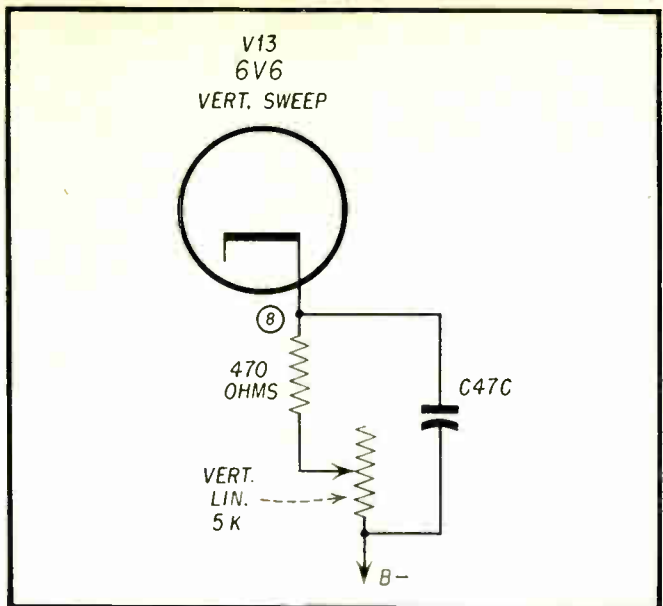 V13
6V6
VERT. SWEEP
8
470
OHMS
C47C
VERT.
LIN.
5 K
B-